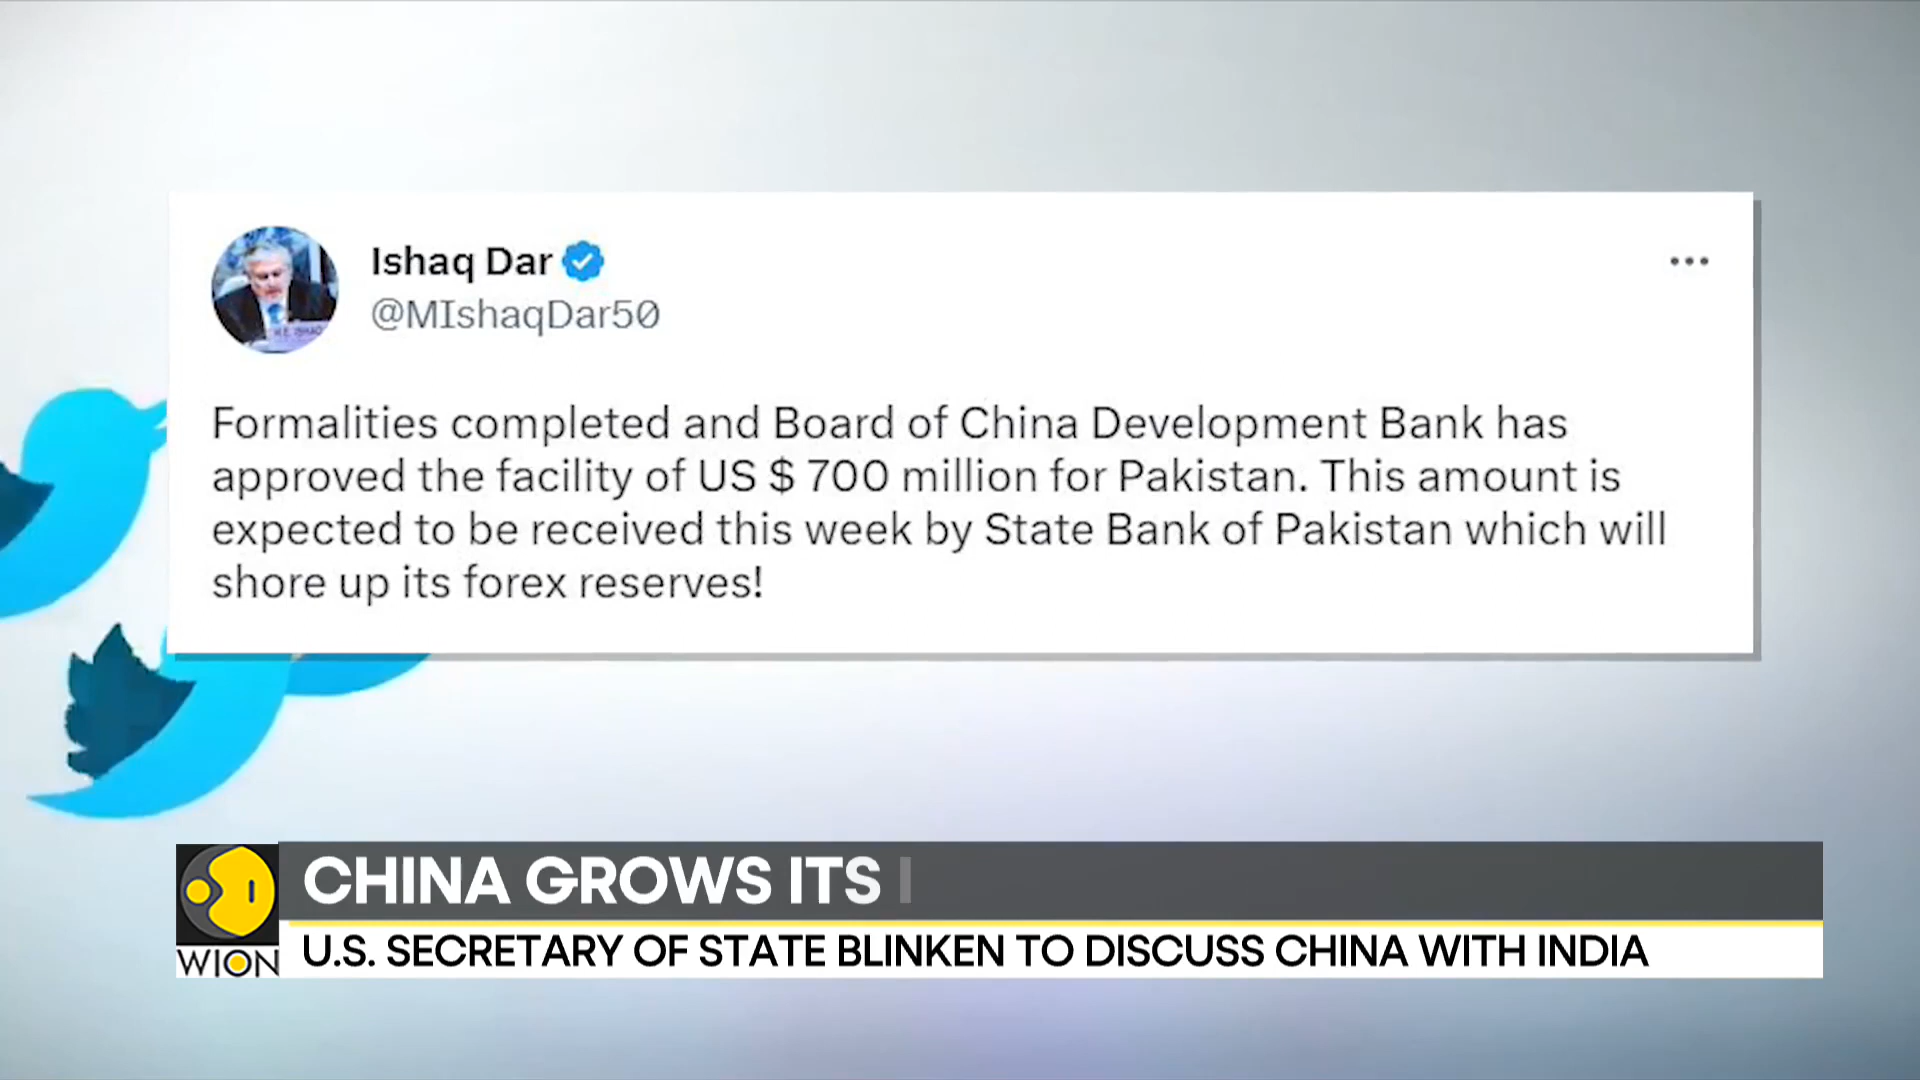 Ishaq Dar
@MIshaqDar50
Formalities completed and Board of China Development Bank has
approved the facility of US $ 700 million for Pakistan. This amount is
expected to be received this week by State Bank of Pakistan which will
shore up its forex reserves!
CHINA GROWS ITS
U.S. SECRETARY OF STATE BLINKEN TO DISCUSS CHINA WITH INDIA
WION